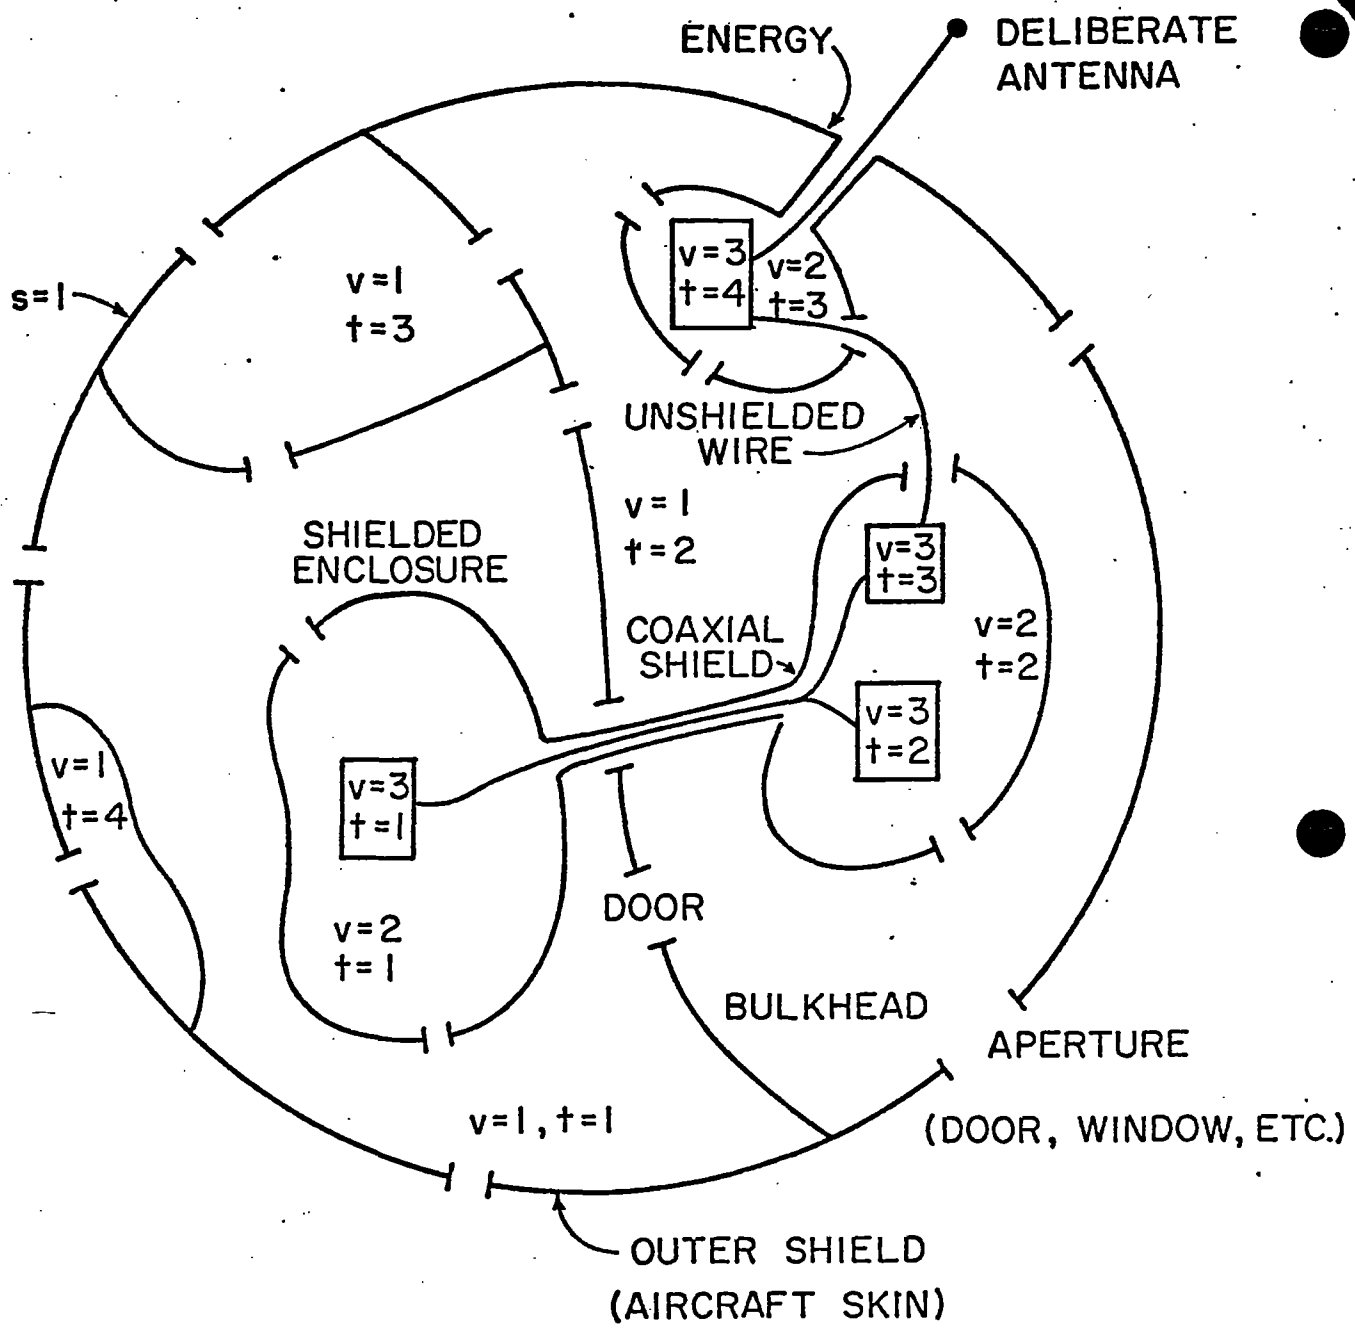 ENERGY
DELIBERATE
ANTENNA
s=1
v=1
t=3
v=3
t=4
v=2
t=3
UNSHIELDED
WIRE
v=1
t=2
SHIELDED
ENCLOSURE
v=3
t=3
COAXIAL
SHIELD
v=2
t=2
v=3
t=2
v=1
t=4
v=3
t=1
DOOR
v=2
t=1
BULKHEAD
APERTURE
(DOOR, WINDOW, ETC.)
v=1, t=1
OUTER SHIELD
(AIRCRAFT SKIN)